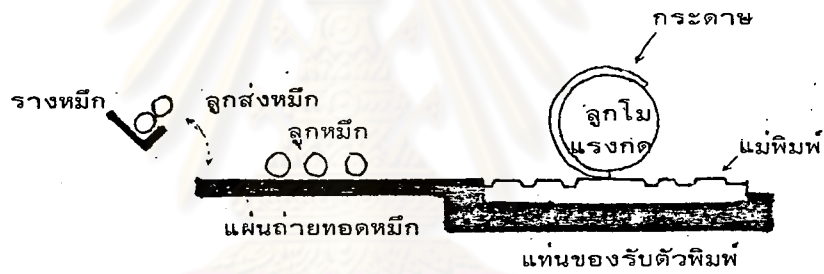 กระดาษ
รางหมึก
ลูกส่งหมึก
ลูกหมึก
ลูกโม
แรงกด
แม่พิมพ์
แผ่นถ่ายทอดหมึก
แท่นของรับตัวพิมพ์